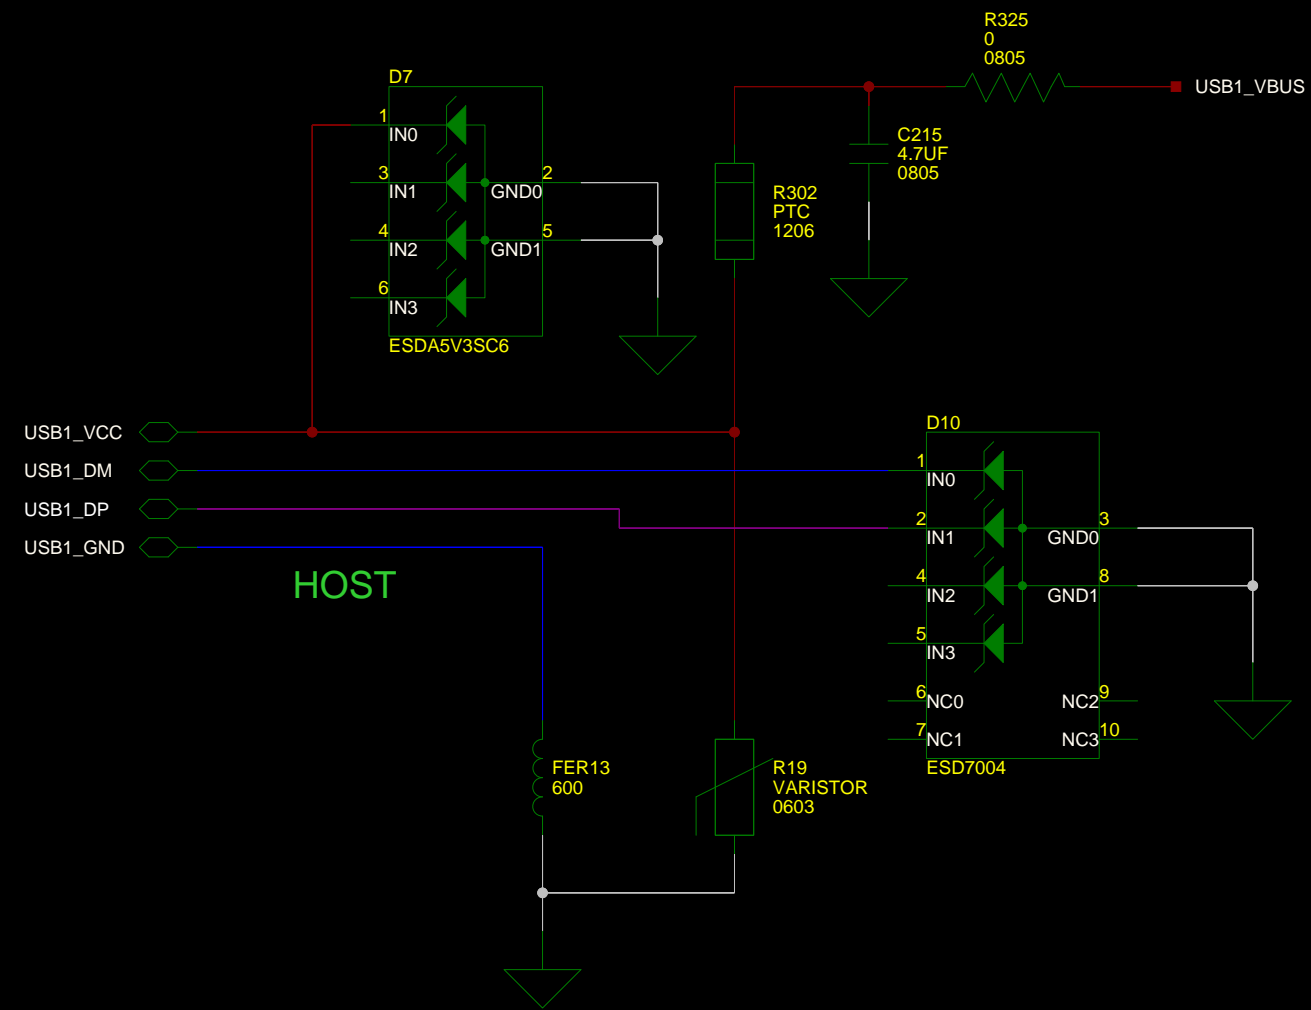 R325
0
0805
USB1_VBUS
D7
1
IN0
3
IN1
4
IN2
6
IN3
2
GND0
5
GND1
ESDA5V3SC6
C215
4.7UF
0805
R302
PTC
1206
USB1_VCC
USB1_DM
USB1_DP
USB1_GND
HOST
D10
1
IN0
2
IN1
4
IN2
5
IN3
6
NC0
7
NC1
3
GND0
8
GND1
9
NC2
10
NC3
ESD7004
FER13
600
R19
VARISTOR
0603